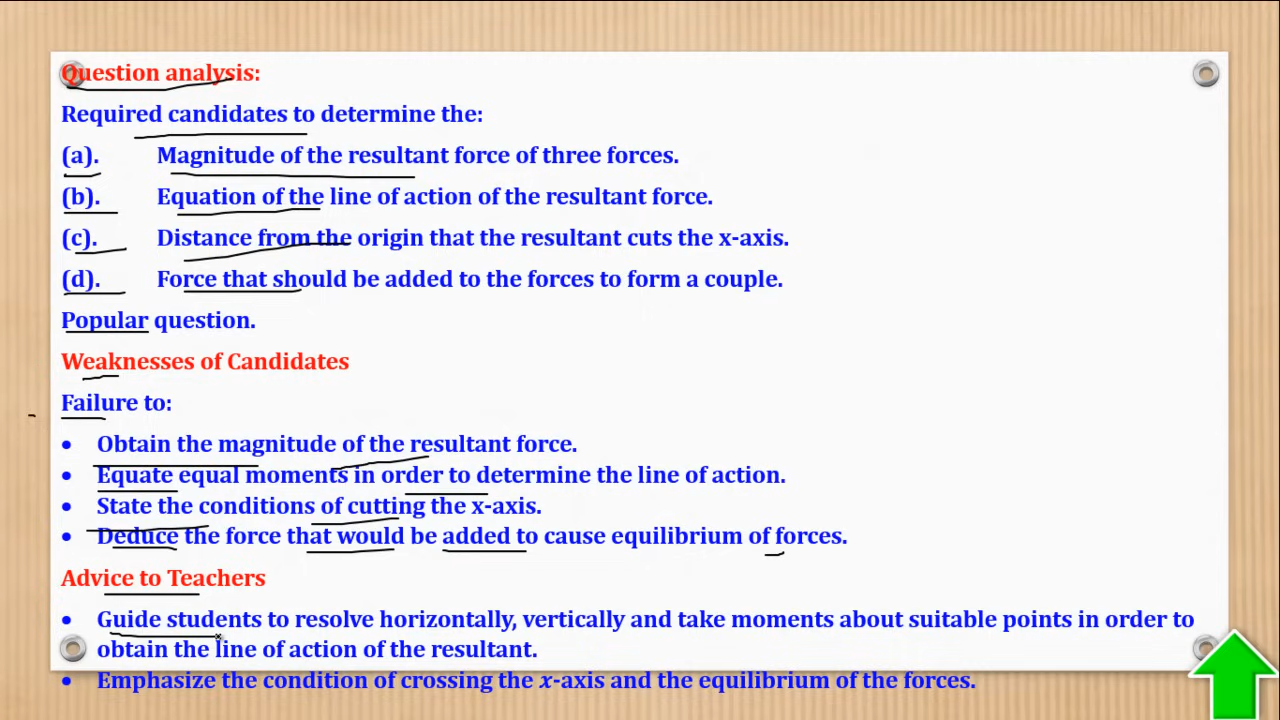 Question analysis:
Required candidates to determine the:
(a). Magnitude of the resultant force of three forces.
(b). Equation of the line of action of the resultant force.
(c). Distance from the origin that the resultant cuts the x-axis.
(d). Force that should be added to the forces to form a couple.
Popular question.
Weaknesses of Candidates
Failure to:
• Obtain the magnitude of the resultant force.
• Equate equal moments in order to determine the line of action.
• State the conditions of cutting the x-axis.
• Deduce the force that would be added to cause equilibrium of forces.
Advice to Teachers
• Guide students to resolve horizontally, vertically and take moments about suitable points in order to
obtain the line of action of the resultant.
• Emphasize the condition of crossing the x-axis and the equilibrium of the forces.